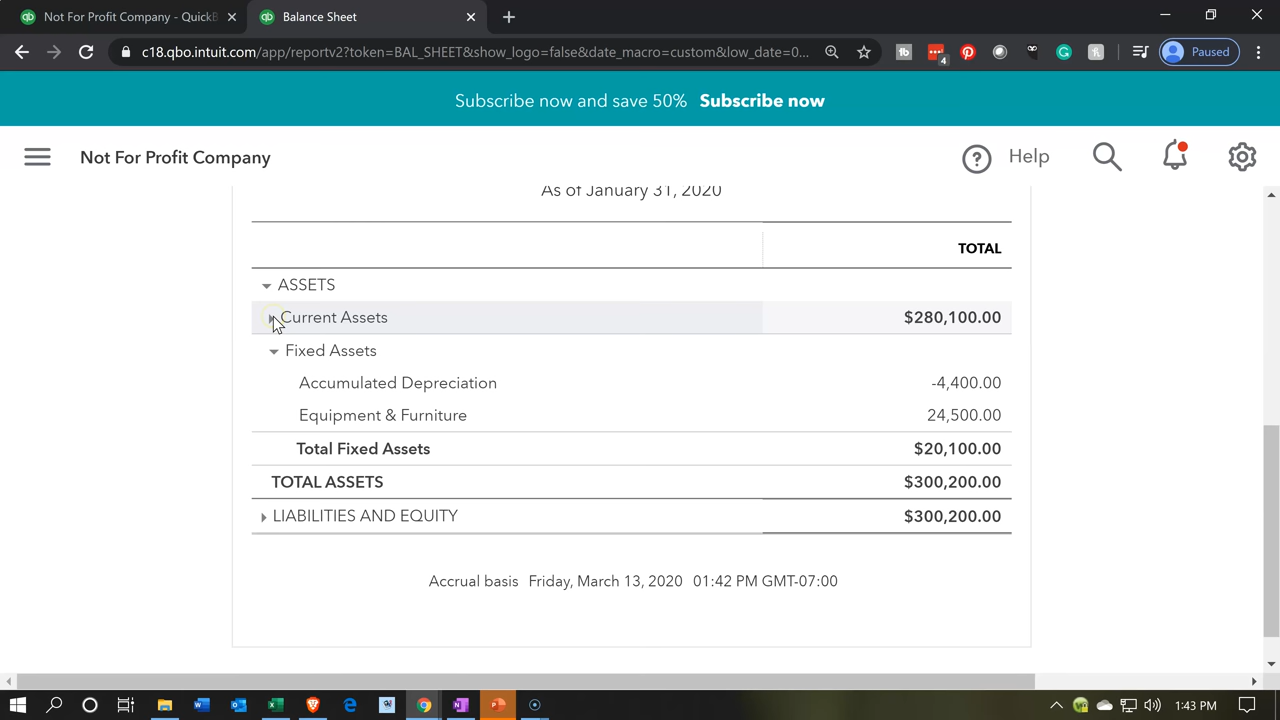 Not For Profit Company - QuickB
Balance Sheet
c18.qbo.intuit.com/app/reportv2?token=BAL_SHEET&show_logo=false&date_macro=custom&low_date=0...
4
Paused
Subscribe now and save 50% Subscribe now
Not For Profit Company
Help
As of January 31, 2020
TOTAL
ASSETS
Current Assets $280,100.00
Fixed Assets
Accumulated Depreciation -4,400.00
Equipment & Furniture 24,500.00
Total Fixed Assets $20,100.00
TOTAL ASSETS $300,200.00
LIABILITIES AND EQUITY $300,200.00
Accrual basis Friday, March 13, 2020 01:42 PM GMT-07:00
1:43 PM